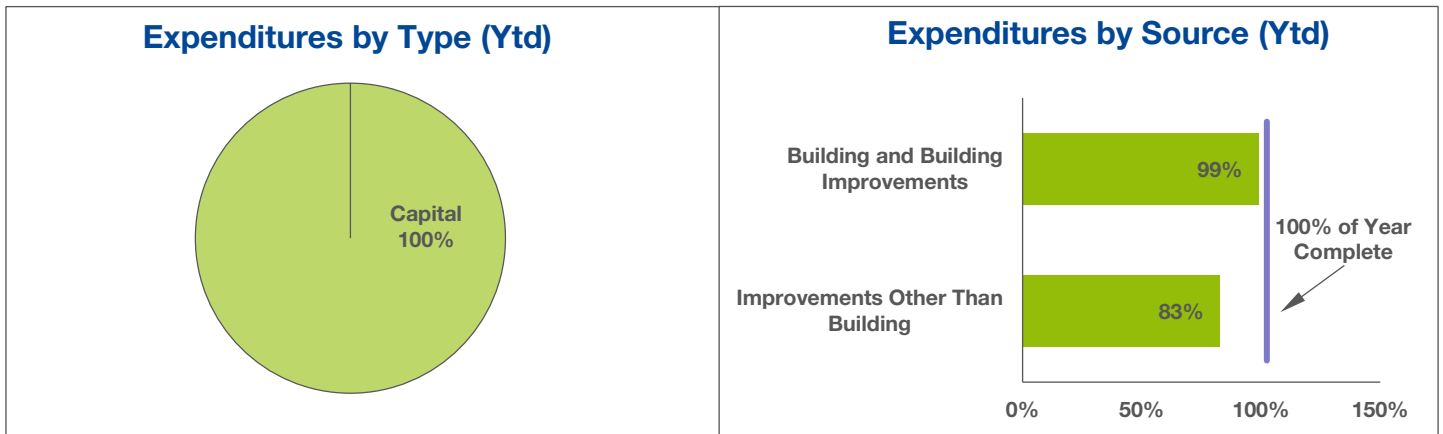 Expenditures by Type (Ytd)
Capital
100%
Expenditures by Source (Ytd)
Building and Building
Improvements
99%
100% of Year
Complete
Improvements Other Than
Building
83%
0%
50%
100%
150%